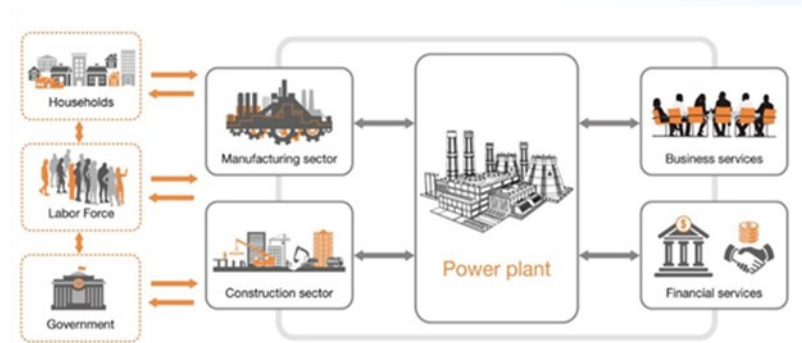 Households
Labor Force
Government
Manufacturing sector
Construction sector
Power plant
Business services
$
Financial services